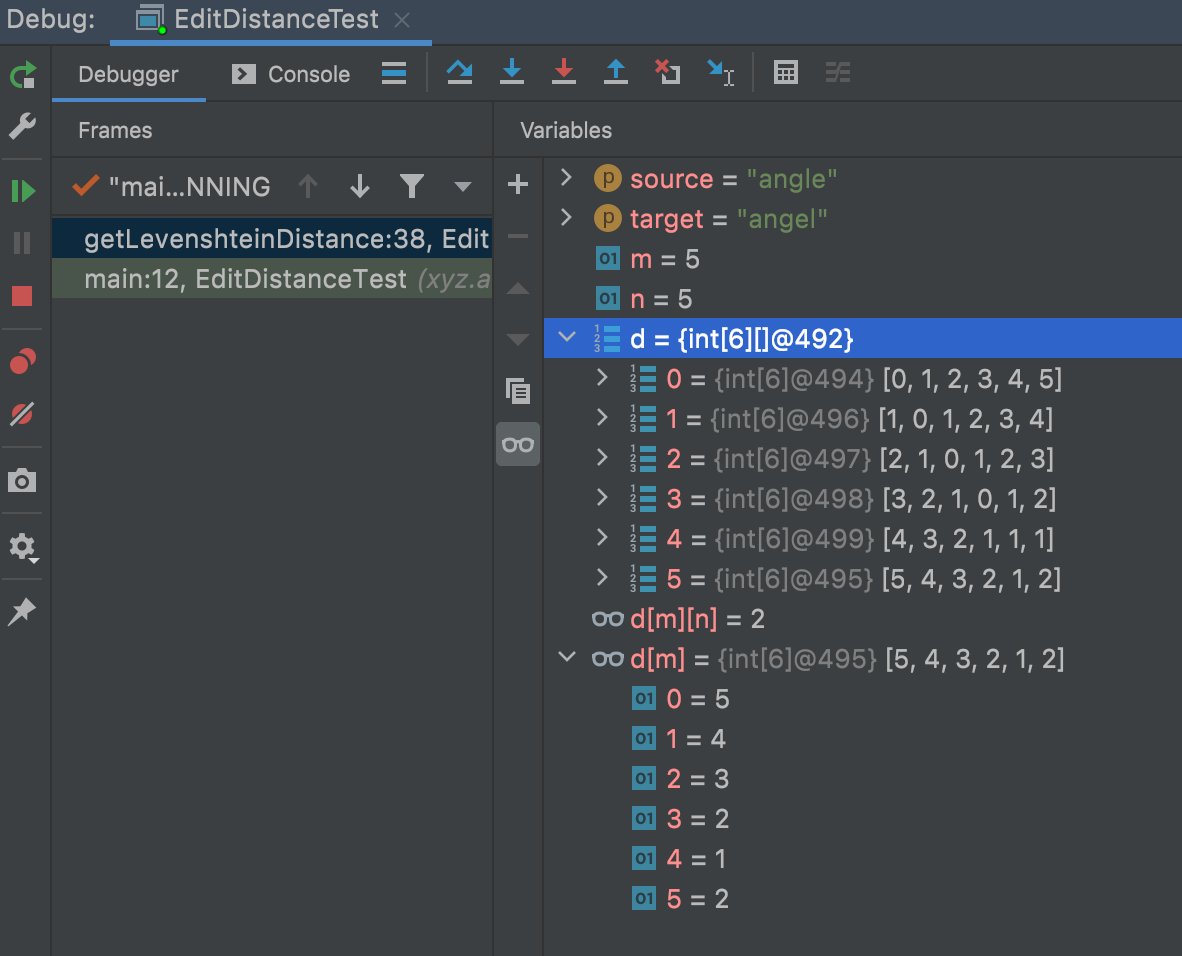 Debug: EditDistanceTest
Debugger Console
Frames
Variables
"mai...NNING
getLevenshteinDistance:38, Edit
main:12, EditDistanceTest (xyz.a
source = "angle"
target = "angel"
01 m = 5
01 n = 5
d = {int[6][]@492}
0 = {int[6]@494} [0, 1, 2, 3, 4, 5]
1 = {int[6]@496} [1, 0, 1, 2, 3, 4]
2 = {int[6]@497} [2, 1, 0, 1, 2, 3]
3 = {int[6]@498} [3, 2, 1, 0, 1, 2]
4 = {int[6]@499} [4, 3, 2, 1, 1, 1]
5 = {int[6]@495} [5, 4, 3, 2, 1, 2]
d[m][n] = 2
d[m] = {int[6]@495} [5, 4, 3, 2, 1, 2]
01 0 = 5
01 1 = 4
01 2 = 3
01 3 = 2
01 4 = 1
01 5 = 2